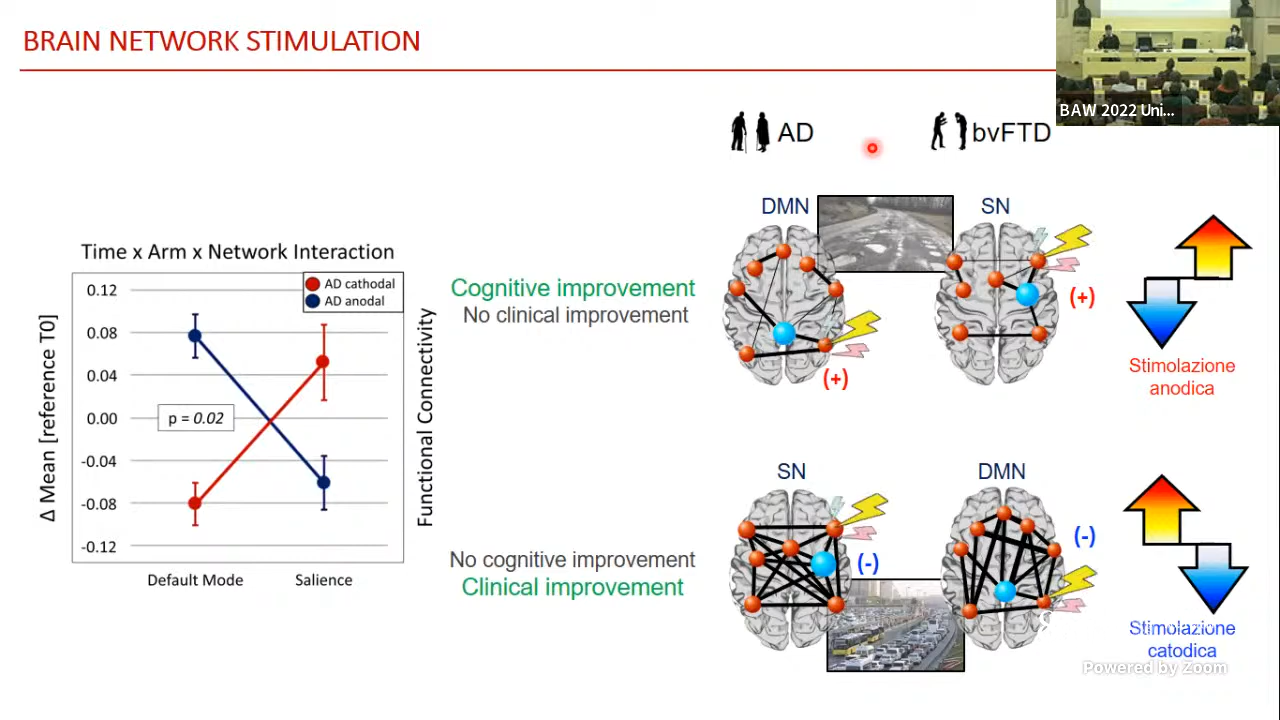 BRAIN NETWORK STIMULATION
BAW 2022 Uni...
AD
bvFTD
DMN
SN
Time x Arm x Network Interaction
AD cathodal
AD anodal
0.12
0.08
0.04
0.00
-0.04
-0.08
-0.12
p = 0.02
Δ Mean [reference T0]
Functional Connectivity
Default Mode
Salience
Cognitive improvement
No clinical improvement
(+)
(+)
Stimolazione
anodica
SN
DMN
No cognitive improvement
Clinical improvement
(-)
(-)
Stimolazione
catodica
Powered by Zoom